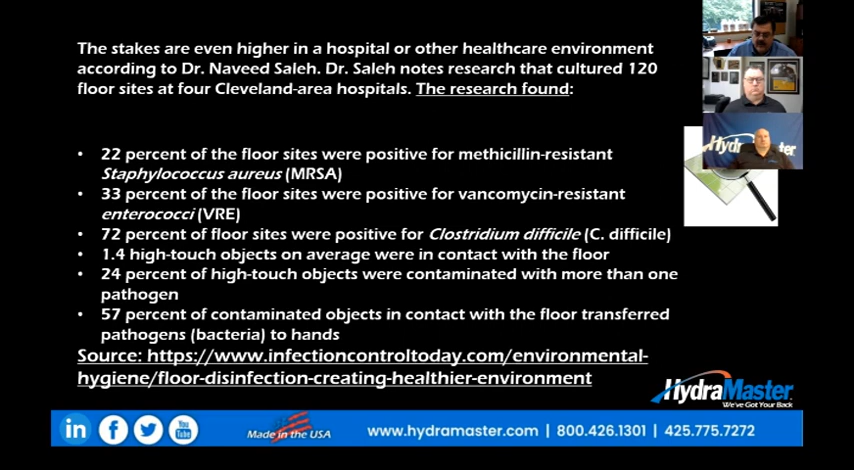 The stakes are even higher in a hospital or other healthcare environment
according to Dr. Naveed Saleh. Dr. Saleh notes research that cultured 120
floor sites at four Cleveland-area hospitals. The research found:
• 22 percent of the floor sites were positive for methicillin-resistant
Staphylococcus aureus (MRSA)
• 33 percent of the floor sites were positive for vancomycin-resistant
enterococci (VRE)
• 72 percent of floor sites were positive for Clostridium difficile (C. difficile)
• 1.4 high-touch objects on average were in contact with the floor
• 24 percent of high-touch objects were contaminated with more than one
pathogen
• 57 percent of contaminated objects in contact with the floor transferred
pathogens (bacteria) to hands
Source: https://www.infectioncontroltoday.com/environmental-
hygiene/floor-disinfection-creating-healthier-environment
HydraMaster
We've Got Your Back
in
f
You
Tube
Made in the USA
www.hydramaster.com | 800.426.1301 | 425.775.7272